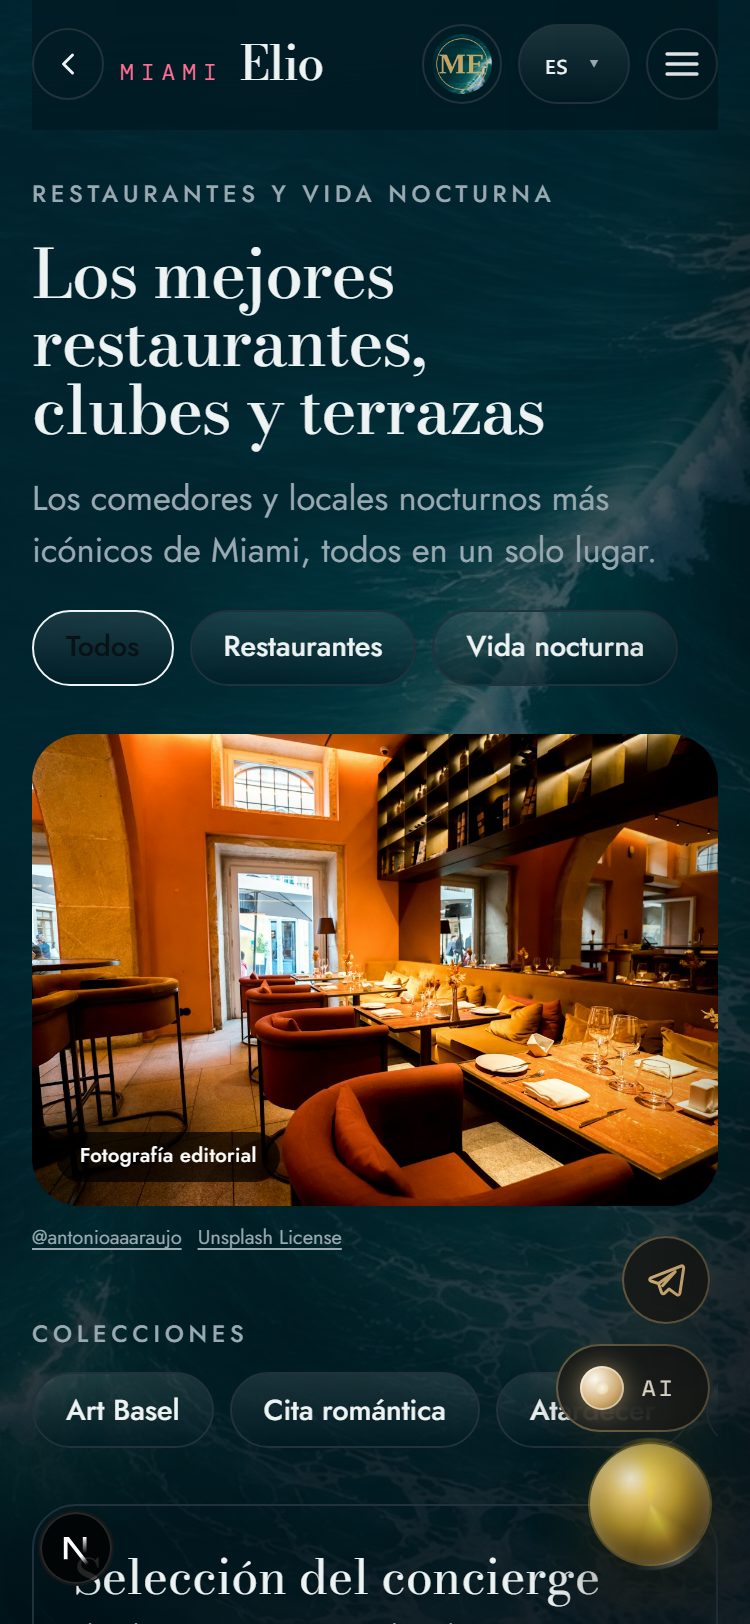 MIAMI Elio ME ES
RESTAURANTES Y VIDA NOCTURNA
Los mejores
restaurantes,
clubes y terrazas
Los comedores y locales nocturnos más
icónicos de Miami, todos en un solo lugar.
Todos Restaurantes Vida nocturna
Fotografía editorial
@antonioaaaraujo Unsplash License
COLECCIONES
AI
Art Basel Cita romántica Atardecer
N
Selección del concierge